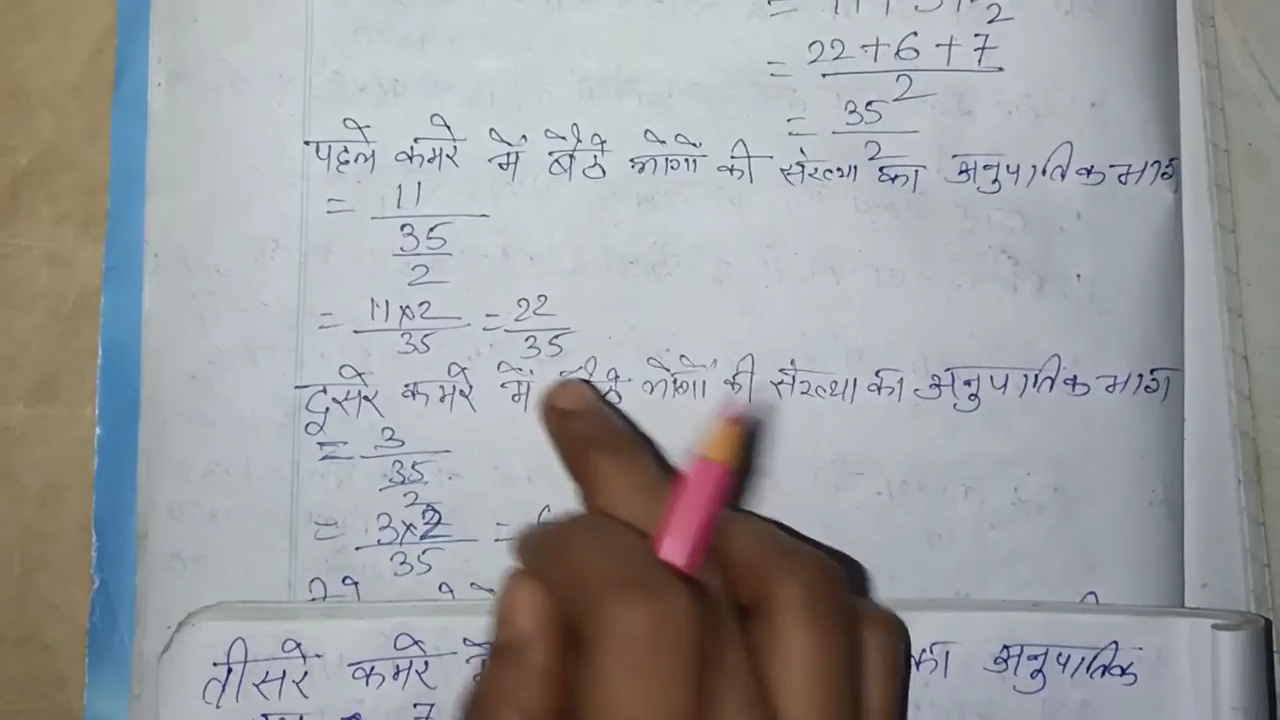 = 22 + 6 + 7 / 2
= 35 / 2
पहले कमरे में बैठे लोगों की संख्या का अनुपातिक भाग
= 11 / 35 / 2
= 11×2 / 35 = 22 / 35
दूसरे कमरे में बैठे लोगों की संख्या का अनुपातिक भाग
= 3 / 35 / 2
= 3×2 / 35 =
तीसरे कमरे का अनुपातिक
7